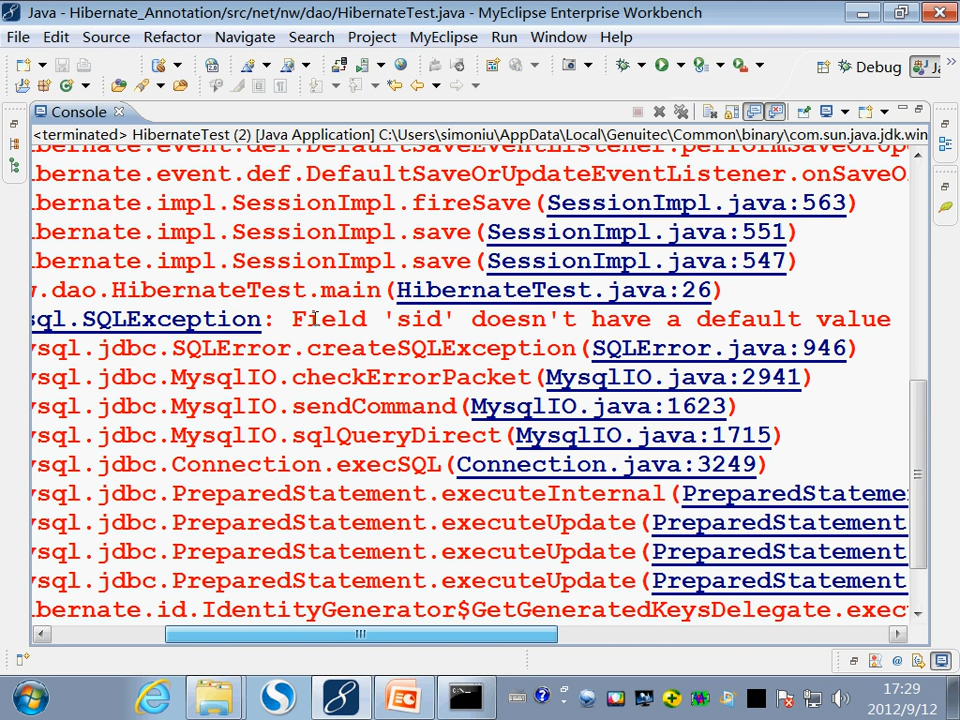 Java - Hibernate_Annotation/src/net/nw/dao/HibernateTest.java - MyEclipse Enterprise Workbench
File Edit Source Refactor Navigate Search Project MyEclipse Run Window Help
Debug Ja
Console
<terminated> HibernateTest (2) [Java Application] C:\Users\simoniu\AppData\Local\Genuitec\Common\binary\com.sun.java.jdk.win
ibernate.event.def.DefaultSaveEventListener.performSaveOrUp
ibernate.event.def.DefaultSaveOrUpdateEventListener.onSaveO
ibernate.impl.SessionImpl.fireSave(SessionImpl.java:563)
ibernate.impl.SessionImpl.save(SessionImpl.java:551)
ibernate.impl.SessionImpl.save(SessionImpl.java:547)
w.dao.HibernateTest.main(HibernateTest.java:26)
sql.SQLException: Field 'sid' doesn't have a default value
ysql.jdbc.SQLError.createSQLException(SQLError.java:946)
ysql.jdbc.MysqlIO.checkErrorPacket(MysqlIO.java:2941)
ysql.jdbc.MysqlIO.sendCommand(MysqlIO.java:1623)
ysql.jdbc.MysqlIO.sqlQueryDirect(MysqlIO.java:1715)
ysql.jdbc.Connection.execSQL(Connection.java:3249)
ysql.jdbc.PreparedStatement.executeInternal(PreparedStateme
ysql.jdbc.PreparedStatement.executeUpdate(PreparedStatement
ysql.jdbc.PreparedStatement.executeUpdate(PreparedStatement
ysql.jdbc.PreparedStatement.executeUpdate(PreparedStatement
ibernate.id.IdentityGenerator$GetGeneratedKeysDelegate.exec
17:29
2012/9/12